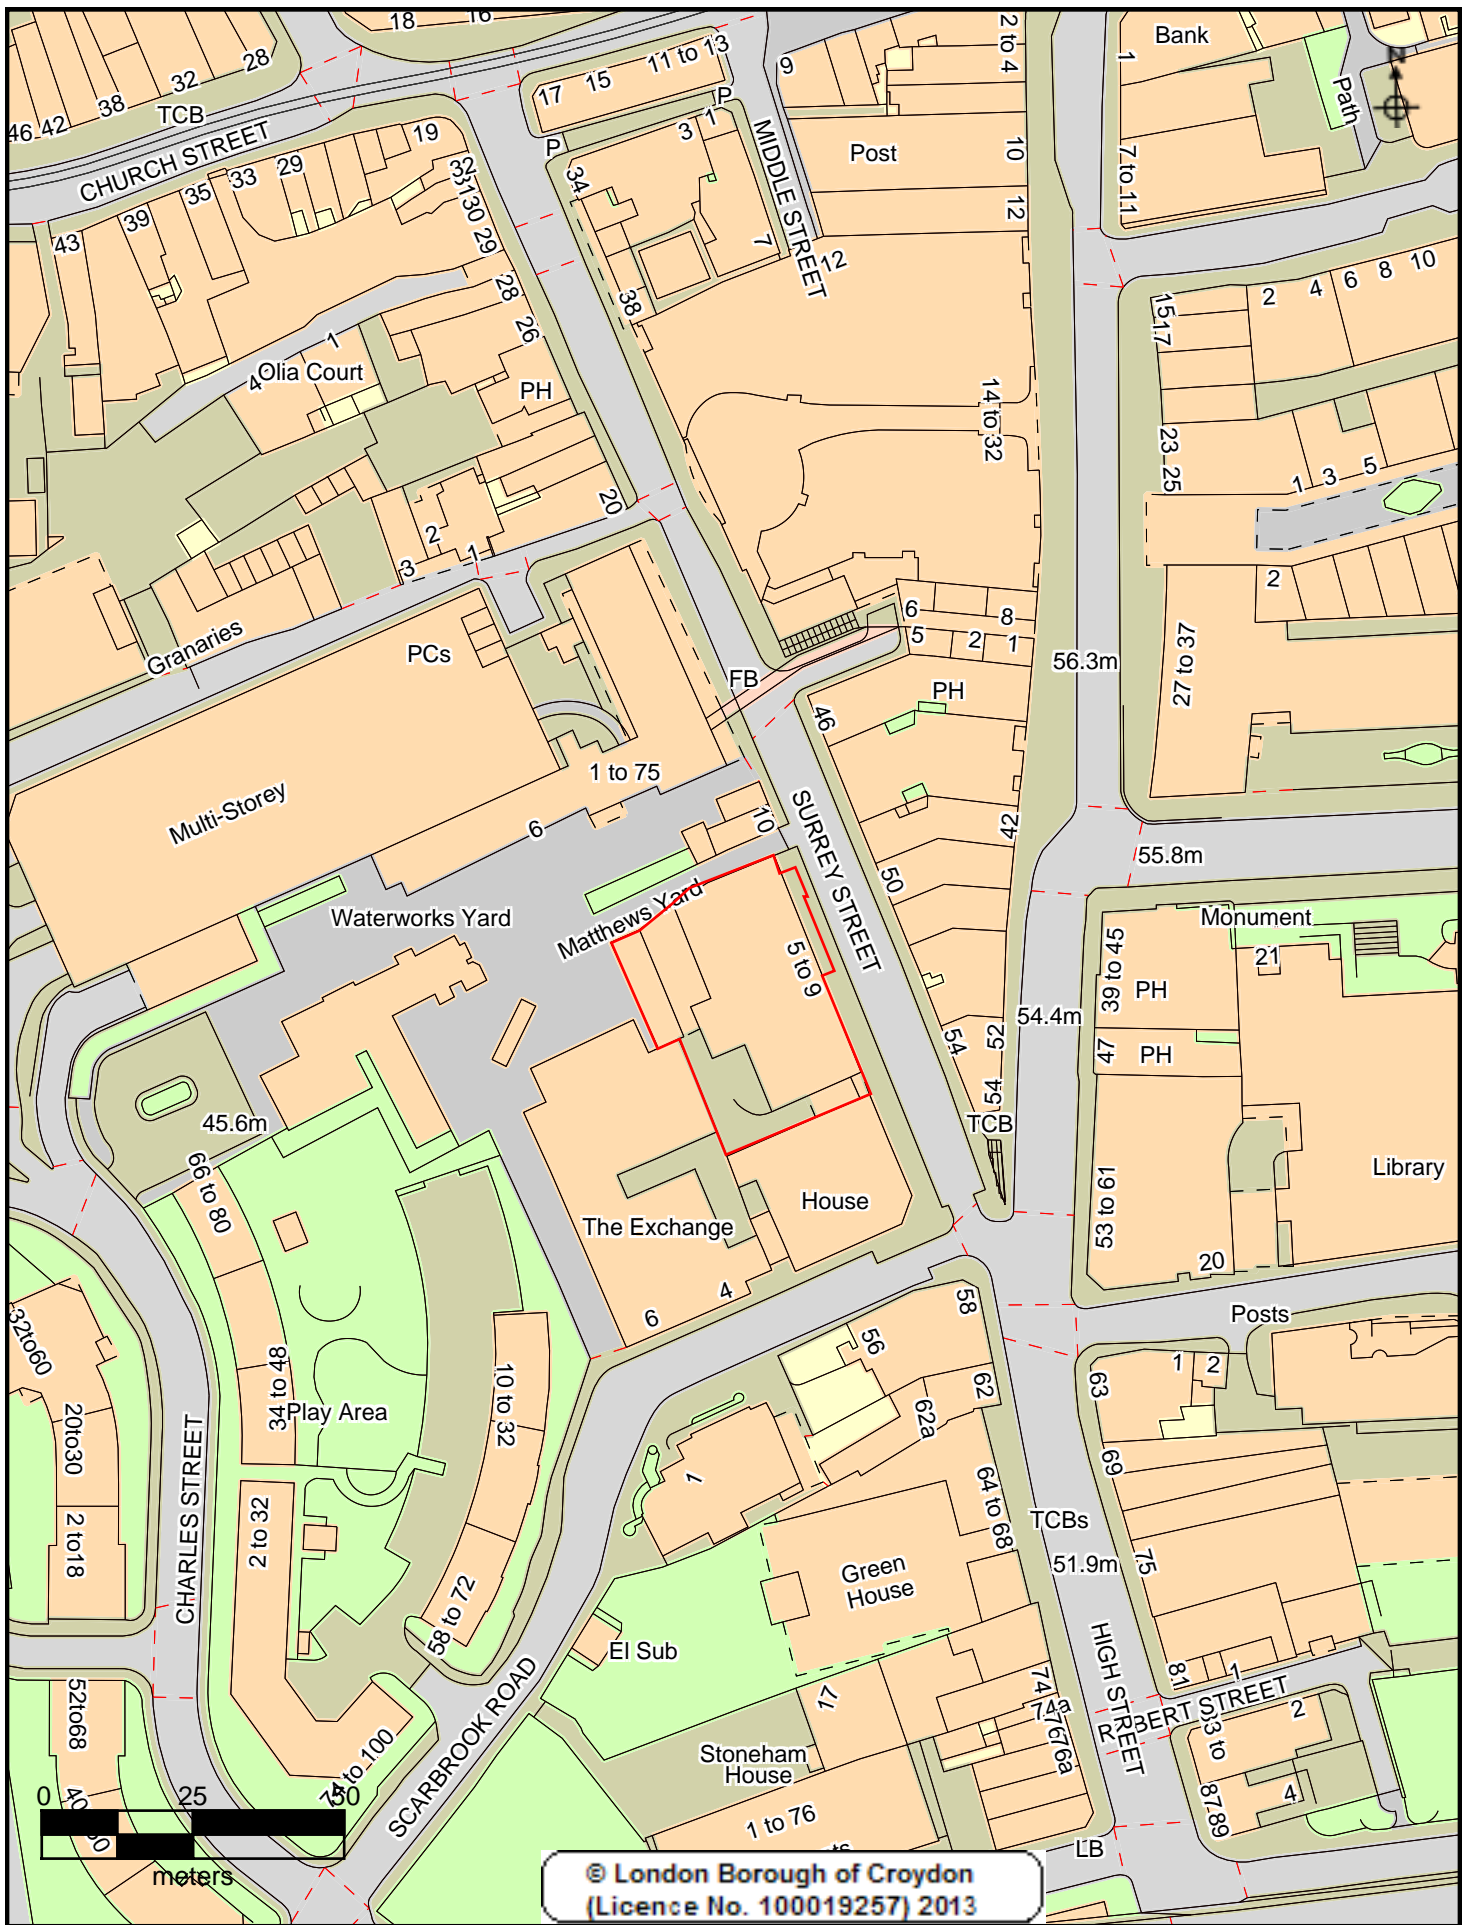 18
16
2 to 4
1
Bank
N
28
32
38
42
46
TCB
17
15
11 to 13
9
P
Path
CHURCH STREET
19
29
33
35
39
43
32
31
30
29
28
26
P
34
3
1
MIDDLE STREET
Post
10
12
7 to 11
7
12
38
15
17
2
4
6
8
10
1
4
Olia Court
PH
14 to 32
23
25
1
3
5
20
2
1
3
2
6
8
5
2
1
Granaries
PCs
FB
PH
56.3m
27 to 37
46
1 to 75
Multi-Storey
6
10
SURREY STREET
42
55.8m
50
Waterworks Yard
Matthews Yard
5 to 9
Monument
21
39 to 45
PH
54.4m
47
PH
54
52
54
TCB
45.6m
66 to 80
House
The Exchange
Library
53 to 61
20
6
4
58
Posts
56
32to60
34 to 48
Play Area
10 to 32
62
62a
63
1
2
20to30
69
CHARLES STREET
2 to 32
1
64 to 68
TCBs
2 to18
Green
House
51.9m
75
58 to 72
El Sub
HIGH STREET
81
1
52to68
SCARBROOK ROAD
17
74
74a
76
76a
ROBERT STREET
2
83 to
87
89
Stoneham
House
4
74 to 100
1 to 76
LB
0
25
50
meters
© London Borough of Croydon
(Licence No. 100019257) 2013